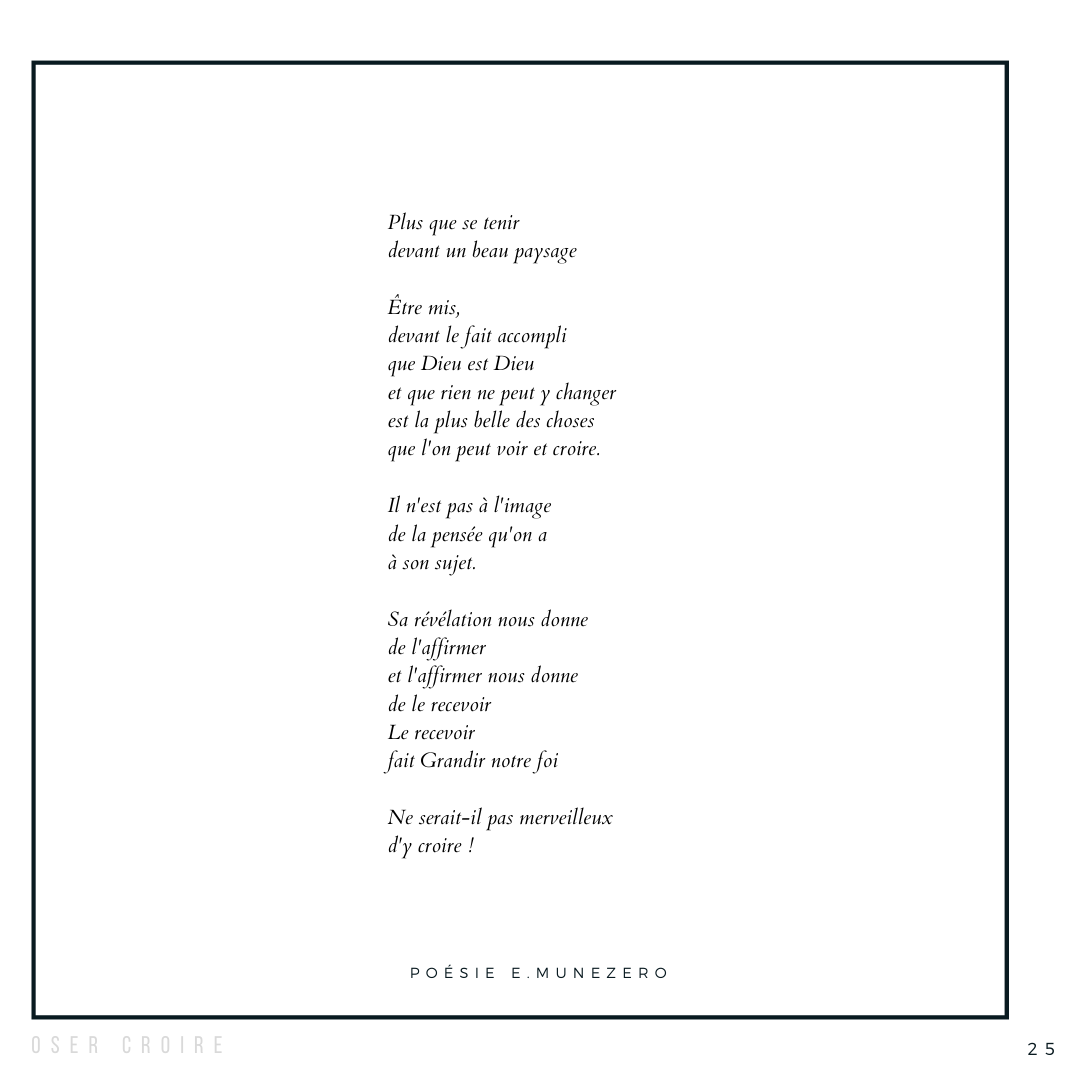 Plus que se tenir
devant un beau paysage
Être mis,
devant le fait accompli
que Dieu est Dieu
et que rien ne peut y changer
est la plus belle des choses
que l'on peut voir et croire.
Il n'est pas à l'image
de la pensée qu'on a
à son sujet.
Sa révélation nous donne
de l'affirmer
et l'affirmer nous donne
de le recevoir
Le recevoir
fait Grandir notre foi
Ne serait-il pas merveilleux
d'y croire !
POÉSIE E.MUNEZERO
OSER CROIRE
25